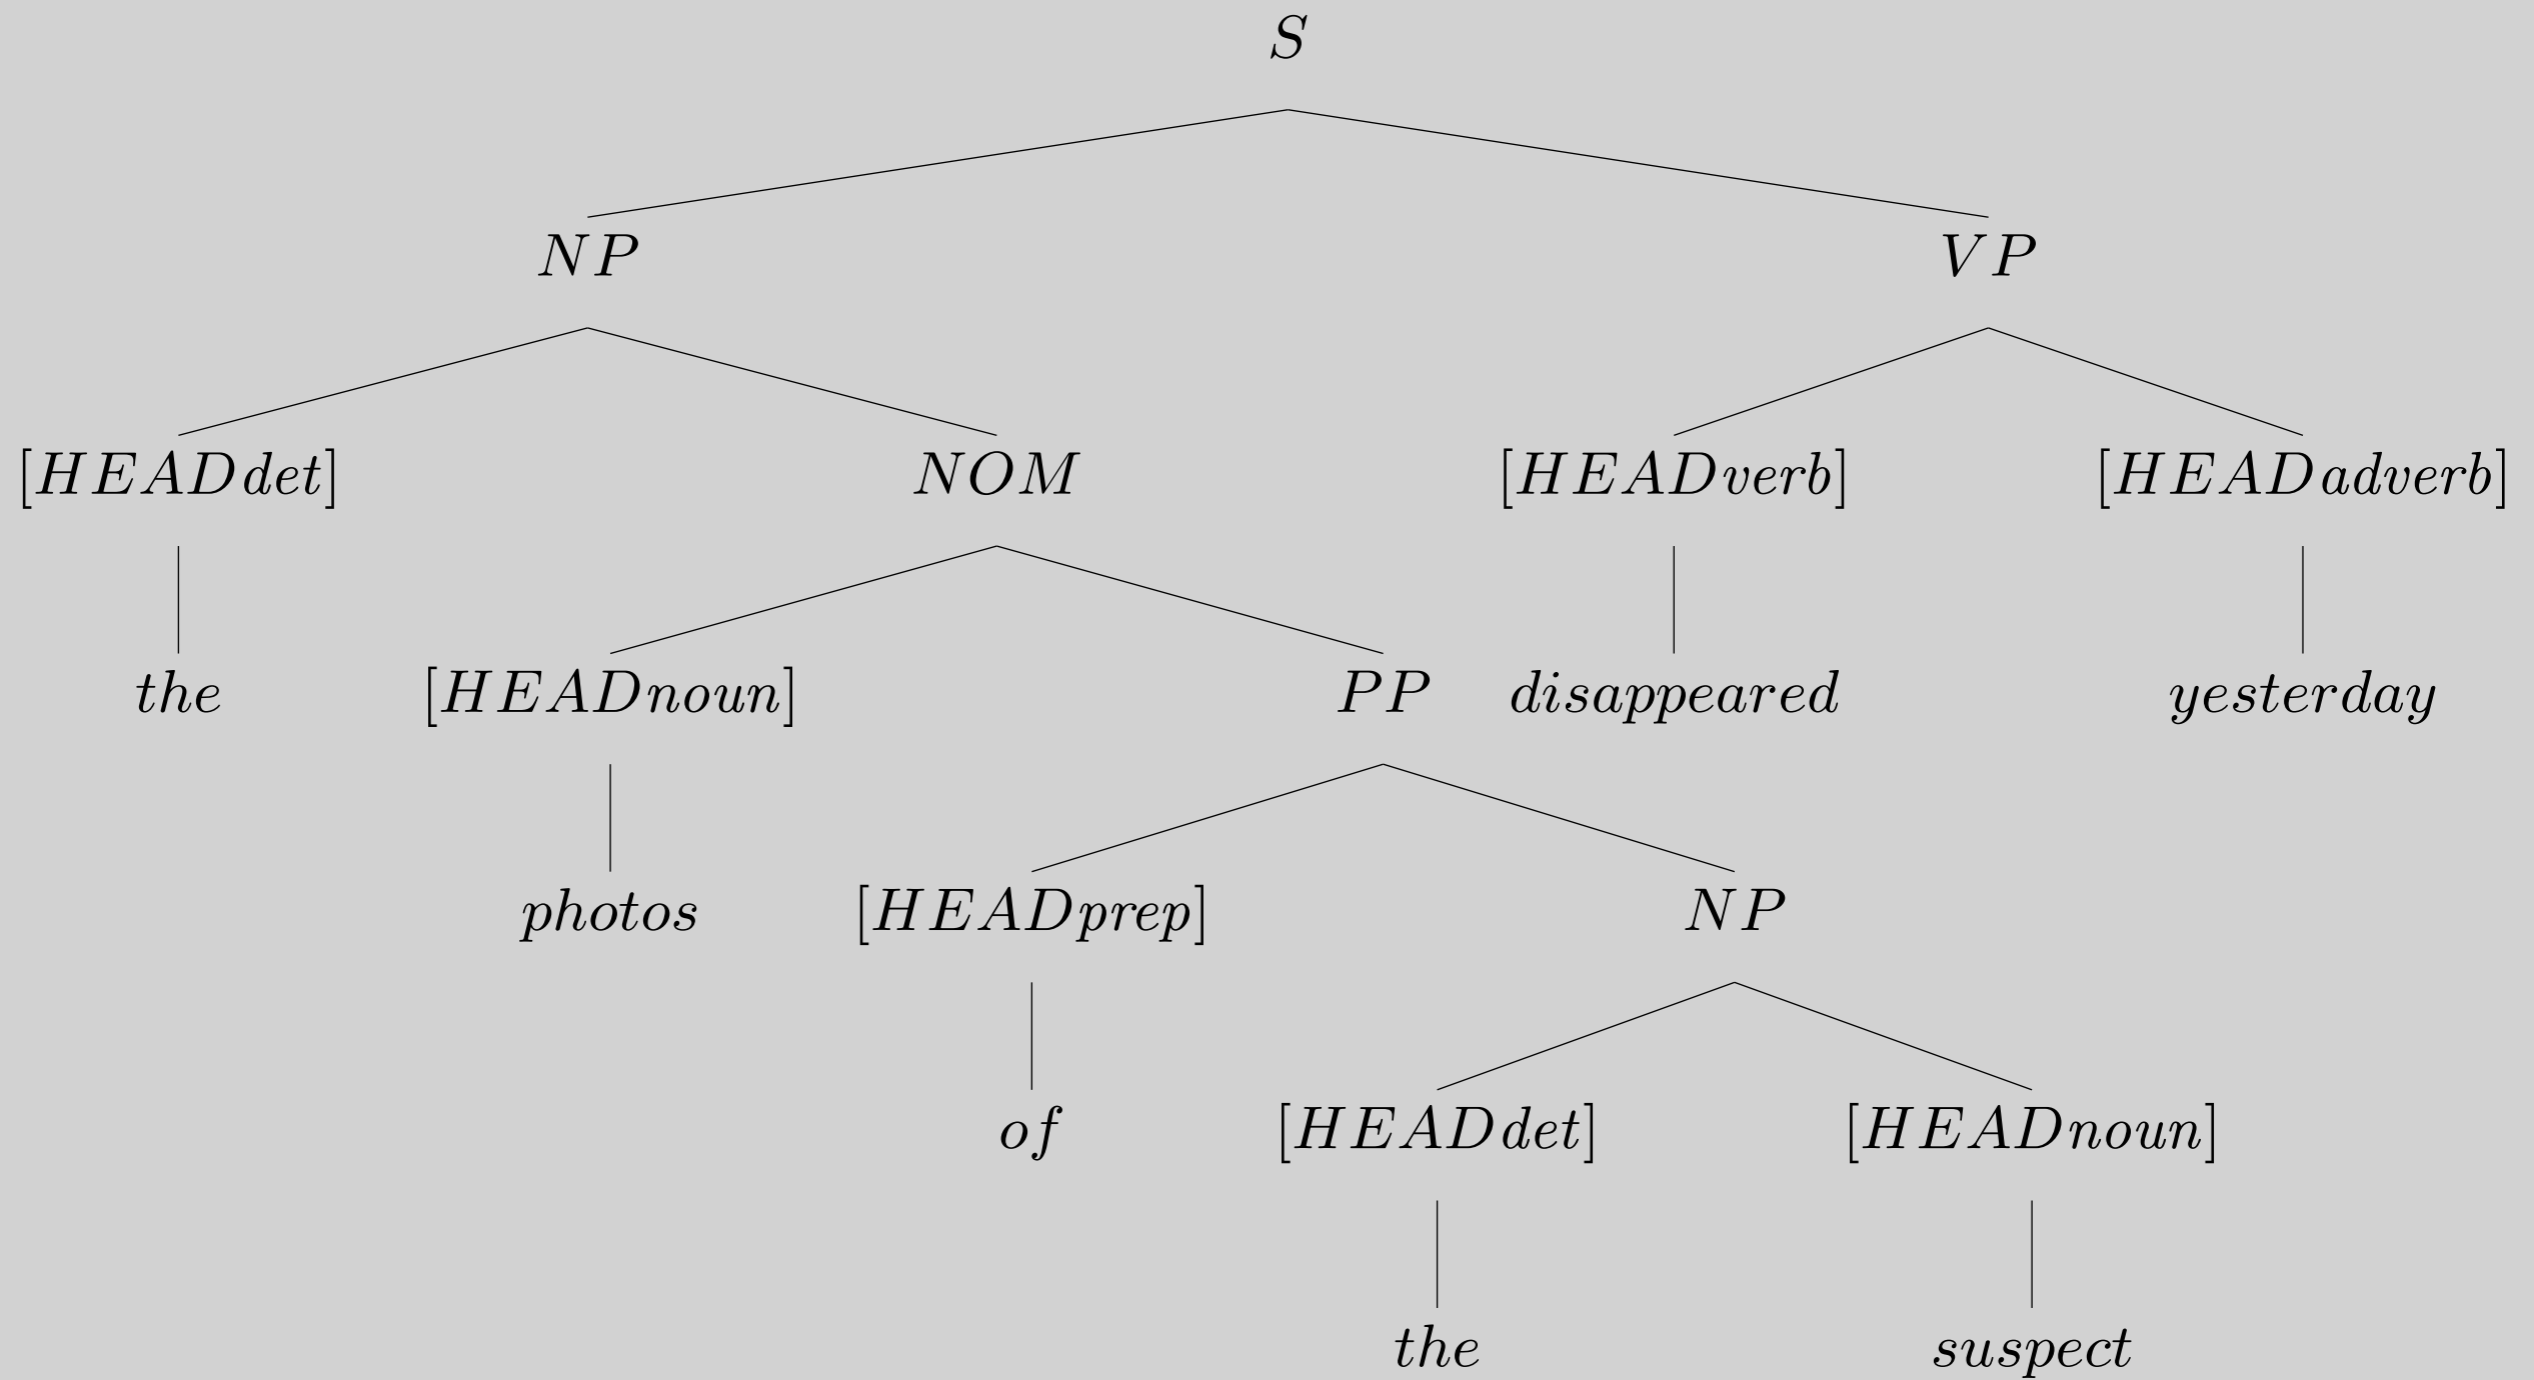 S
NP VP
[HEADdet] NOM [HEADverb] [HEADadverb]
the [HEADnoun] PP disappeared yesterday
photos [HEADprep] NP
of [HEADdet] [HEADnoun]
the suspect